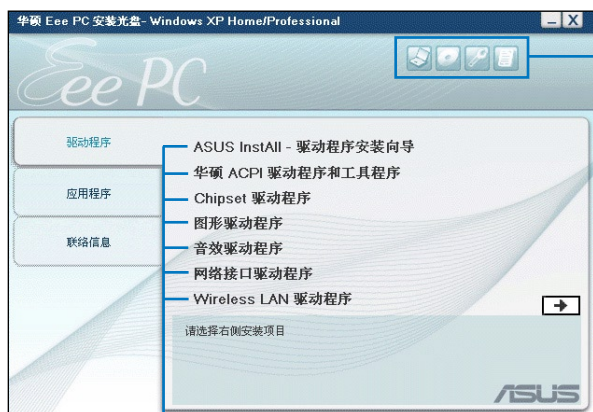 华硕 Eee PC 安装光盘- Windows XP Home/Professional
Eee PC
驱动程序
应用程序
联络信息
ASUS InstAll - 驱动程序安装向导
华硕 ACPI 驱动程序和工具程序
Chipset 驱动程序
图形驱动程序
音效驱动程序
网络接口驱动程序
Wireless LAN 驱动程序
请选择右侧安装项目
ASUS